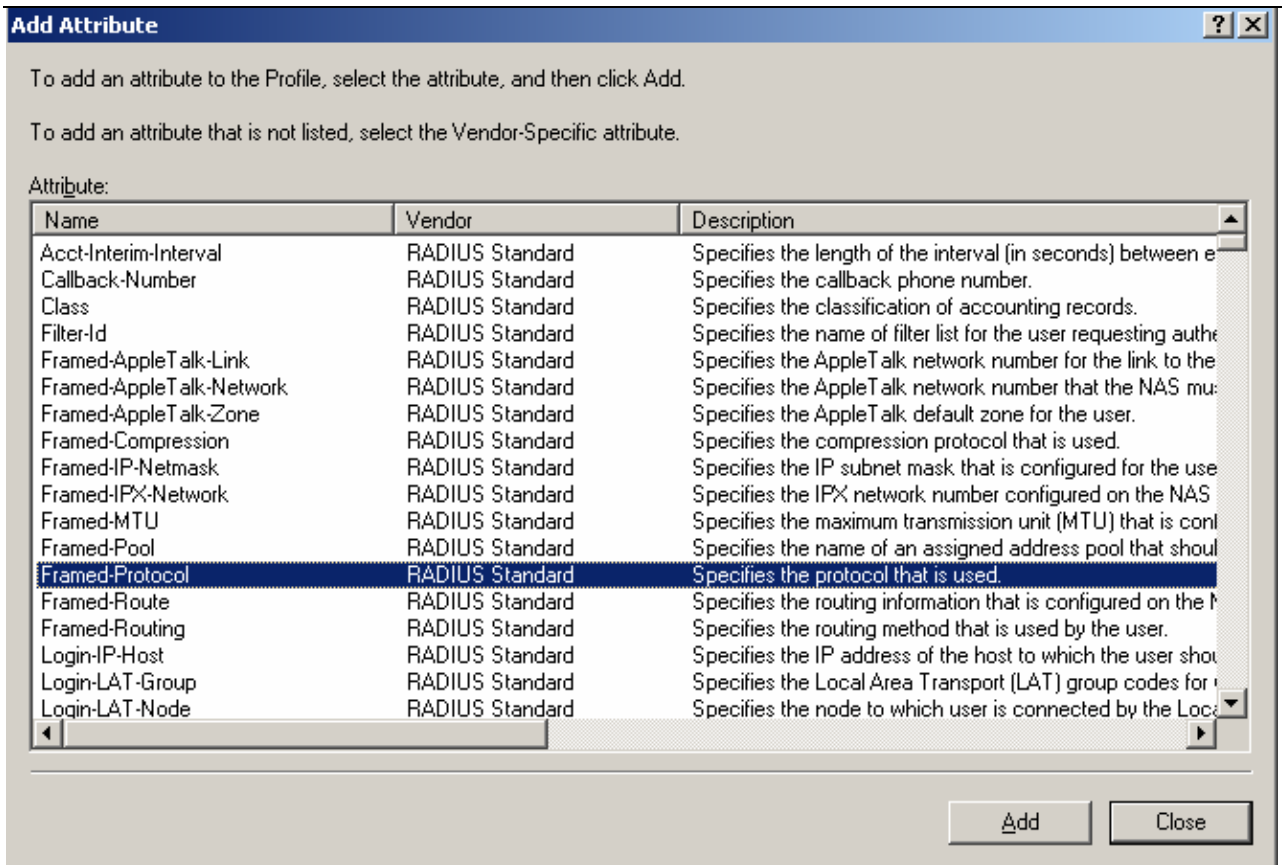 Add Attribute
To add an attribute to the Profile, select the attribute, and then click Add.
To add an attribute that is not listed, select the Vendor-Specific attribute.
Attribute:
Name Vendor Description
Acct-Interim-Interval RADIUS Standard Specifies the length of the interval (in seconds) between e
Callback-Number RADIUS Standard Specifies the callback phone number.
Class RADIUS Standard Specifies the classification of accounting records.
Filter-Id RADIUS Standard Specifies the name of filter list for the user requesting authe
Framed-AppleTalk-Link RADIUS Standard Specifies the AppleTalk network number for the link to the
Framed-AppleTalk-Network RADIUS Standard Specifies the AppleTalk network number that the NAS mu
Framed-AppleTalk-Zone RADIUS Standard Specifies the AppleTalk default zone for the user.
Framed-Compression RADIUS Standard Specifies the compression protocol that is used.
Framed-IP-Netmask RADIUS Standard Specifies the IP subnet mask that is configured for the use
Framed-IPX-Network RADIUS Standard Specifies the IPX network number configured on the NAS
Framed-MTU RADIUS Standard Specifies the maximum transmission unit (MTU) that is con
Framed-Pool RADIUS Standard Specifies the name of an assigned address pool that shoul
Framed-Protocol RADIUS Standard Specifies the protocol that is used.
Framed-Route RADIUS Standard Specifies the routing information that is configured on the N
Framed-Routing RADIUS Standard Specifies the routing method that is used by the user.
Login-IP-Host RADIUS Standard Specifies the IP address of the host to which the user shou
Login-LAT-Group RADIUS Standard Specifies the Local Area Transport (LAT) group codes for
Login-LAT-Node RADIUS Standard Specifies the node to which user is connected by the Loca
Add Close